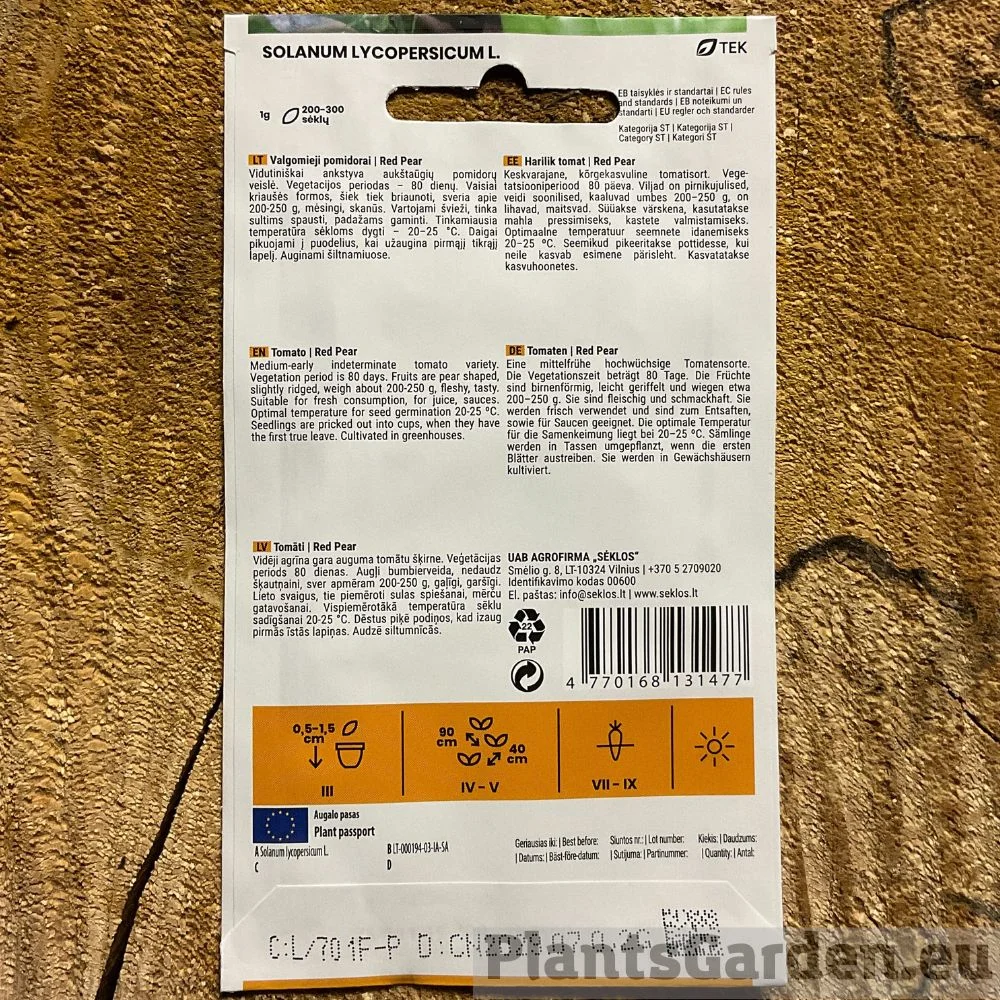 SOLANUM LYCOPERSICUM L.
TEK
1g
200-300
sėklų
EB taisyklės ir standartai | EC rules
and standards | EB noteikumi un
standarti | EU regler och standarder
Kategorija ST | Kategorija ST |
Category ST | Kategori ST
LT Valgomieji pomidorai | Red Pear
Vidutiniškai ankstyva aukštaūgių pomidorų
veislė. Vegetacijos periodas – 80 dienų. Vaisiai
kriaušės formos, šiek tiek briaunoti, sveria apie
200-250 g, mėsingi, skanūs. Vartojami švieži, tinka
sultims spausti, padažams gaminti. Tinkamiausia
temperatūra sėkloms dygti – 20-25 °C. Daigai
pikuojami į puodelius, kai užaugina pirmąjį tikrąjį
lapelį. Auginami šiltnamiuose.
EE Harilik tomat | Red Pear
Keskvarajane, kõrgekasvuline tomatisort. Vege-
tatsiooniperiood 80 päeva. Viljad on pirnikujulised,
veidi soonilised, kaaluvad umbes 200–250 g, on
lihavad, maitsvad. Süüakse värskena, kasutatakse
mahla pressimiseks, kastete valmistamiseks.
Optimaalne temperatuur seemnete idanemiseks
20–25 ºC. Seemikud pikeeritakse pottidesse, kui
neile kasvab esimene pärisleht. Kasvatatakse
kasvuhoonetes.
EN Tomato | Red Pear
Medium-early indeterminate tomato variety.
Vegetation period is 80 days. Fruits are pear shaped,
slightly ridged, weigh about 200-250 g, fleshy, tasty.
Suitable for fresh consumption, for juice, sauces.
Optimal temperature for seed germination 20-25 ºC.
Seedlings are pricked out into cups, when they have
the first true leave. Cultivated in greenhouses.
DE Tomaten | Red Pear
Eine mittelfrühe hochwüchsige Tomatensorte.
Die Vegetationszeit beträgt 80 Tage. Die Früchte
sind birnenförmig, leicht geriffelt und wiegen etwa
200–250 g. Sie sind fleischig und schmackhaft. Sie
werden frisch verwendet und sind zum Entsaften,
sowie für Saucen geeignet. Die optimale Temperatur
für die Samenkeimung liegt bei 20–25 °C. Sämlinge
werden in Tassen umgepflanzt, wenn die ersten
Blätter austreiben. Sie werden in Gewächshäusern
kultiviert.
LV Tomāti | Red Pear
Vidēji agrīna gara auguma tomātu šķirne. Veģetācijas
periods 80 dienas. Augļi bumbierveida, nedaudz
šķautņaini, sver apmēram 200-250 g, gaļīgi, garšīgi.
Lieto svaigus, tie piemēroti sulas spiešanai, mērču
gatavošanai. Vispiemērotākā temperatūra sēklu
sadīgšanai 20-25 °C. Dēstus piķē podiņos, kad izaug
pirmās īstās lapiņas. Audzē siltumnīcās.
UAB AGROFIRMA „SĖKLOS“
Smėlio g. 8, LT-10324 Vilnius | +370 5 2709020
Identifikavimo kodas 00600
El. paštas: info@seklos.lt | www.seklos.lt
22
PAP
4 770168 131477
0,5-1,5
cm
III
90
cm
40
cm
IV - V
VII - IX
Augalo pasas
Plant passport
A Solanum lycopersicum L.
B LT-000194-03-IA-SA
C
D
Geriausias iki: | Best before:
| Datums: | Bäst-före-datum:
Siuntos nr.: | Lot number:
| Sutijuma: | Partinummer:
Kiekis: | Daudzums:
| Quantity: | Antal:
C:L/701F-P D:CN
PlantsGarden.eu